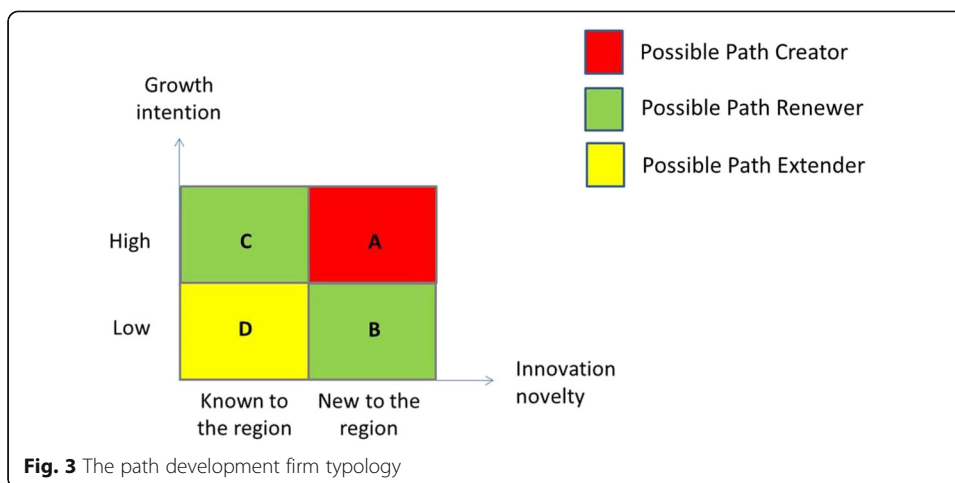 Possible Path Creator
Possible Path Renewer
Possible Path Extender
Growth
intention
High
C
A
Low
D
B
Innovation
novelty
Known to
the region
New to the
region
Fig. 3 The path development firm typology